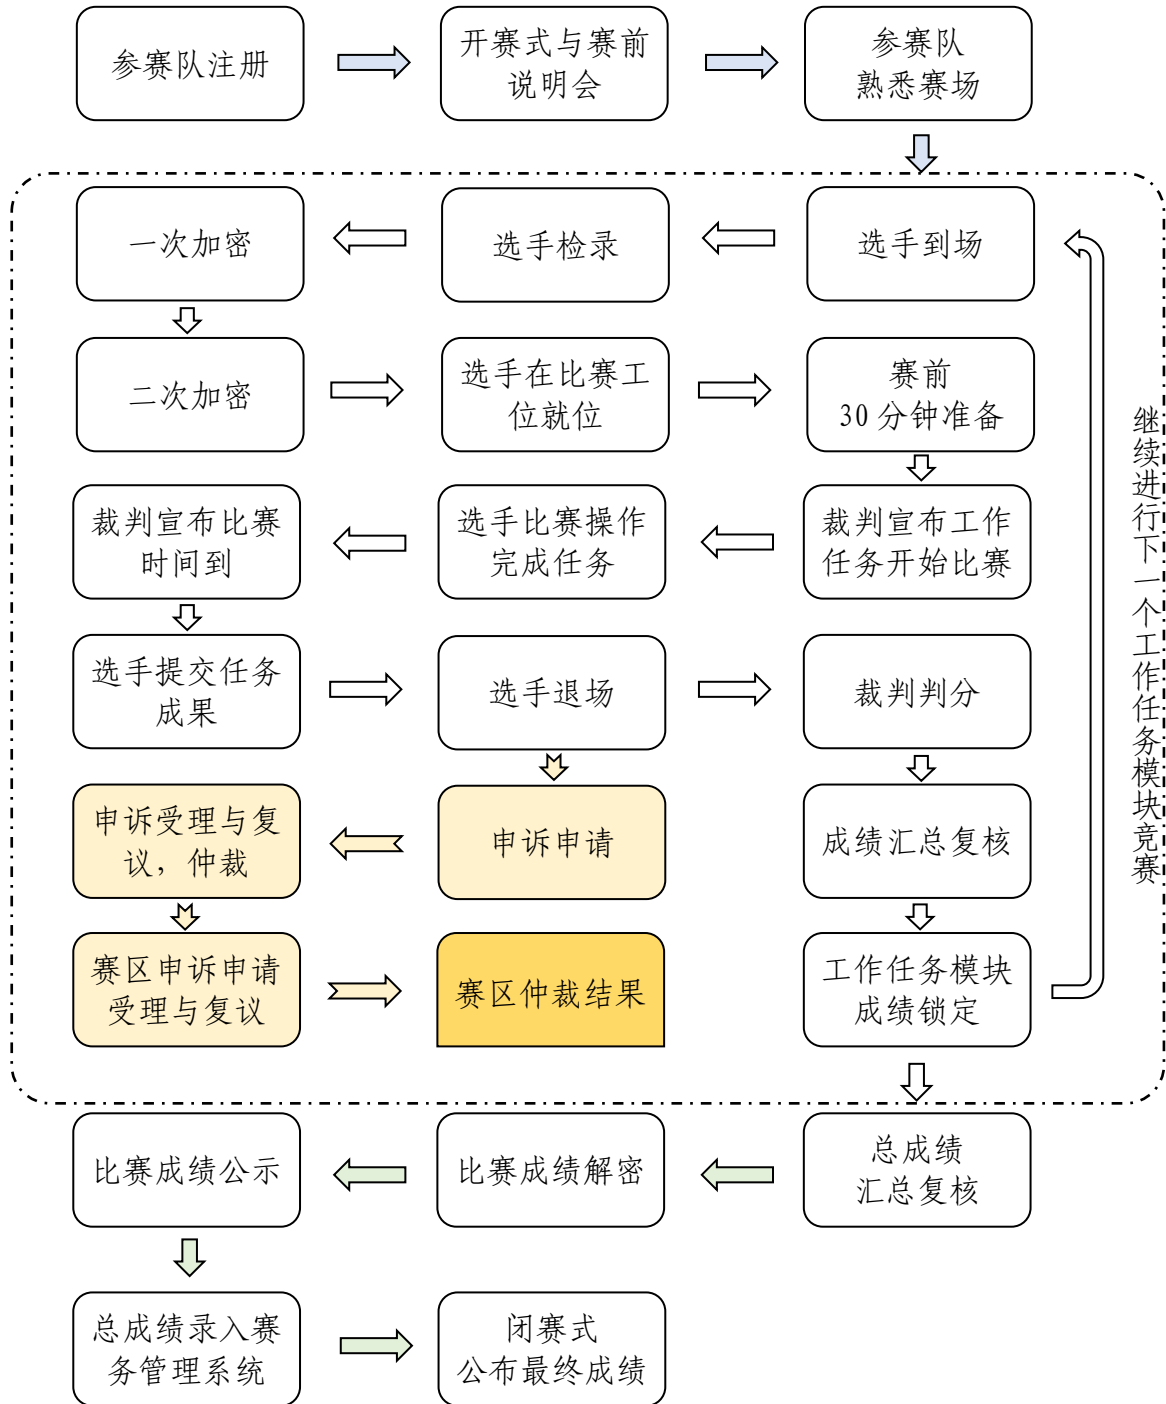 参赛队注册
开赛式与赛前
说明会
参赛队
熟悉赛场
一次加密
选手检录
选手到场
二次加密
选手在比赛工
位就位
赛前
30分钟准备
裁判宣布比赛
时间到
选手比赛操作
完成任务
裁判宣布工作
任务开始比赛
选手提交任务
成果
选手退场
裁判判分
申诉受理与复
议，仲裁
申诉申请
成绩汇总复核
赛区申诉申请
受理与复议
赛区仲裁结果
工作任务模块
成绩锁定
继续进行下一个工作任务模块竞赛
比赛成绩公示
比赛成绩解密
总成绩
汇总复核
总成绩录入赛
务管理系统
闭赛式
公布最终成绩